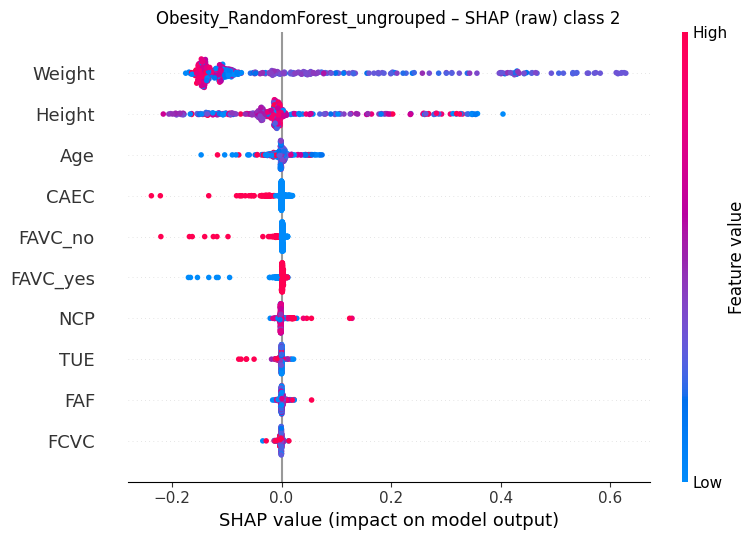 Obesity_RandomForest_ungrouped – SHAP (raw) class 2
High
Weight
Height
Age
CAEC
FAVC_no
FAVC_yes
NCP
TUE
FAF
FCVC
Feature value
Low
−0.2 0.0 0.2 0.4 0.6
SHAP value (impact on model output)